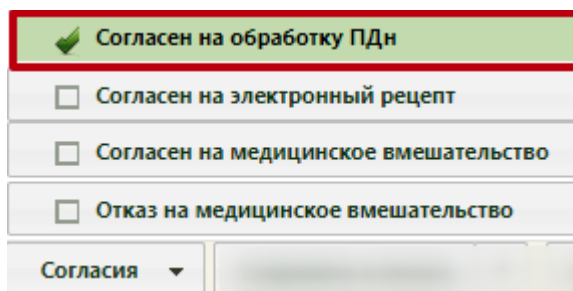 Согласен на обработку ПДн
Согласен на электронный рецепт
Согласен на медицинское вмешательство
Отказ на медицинское вмешательство
Согласия